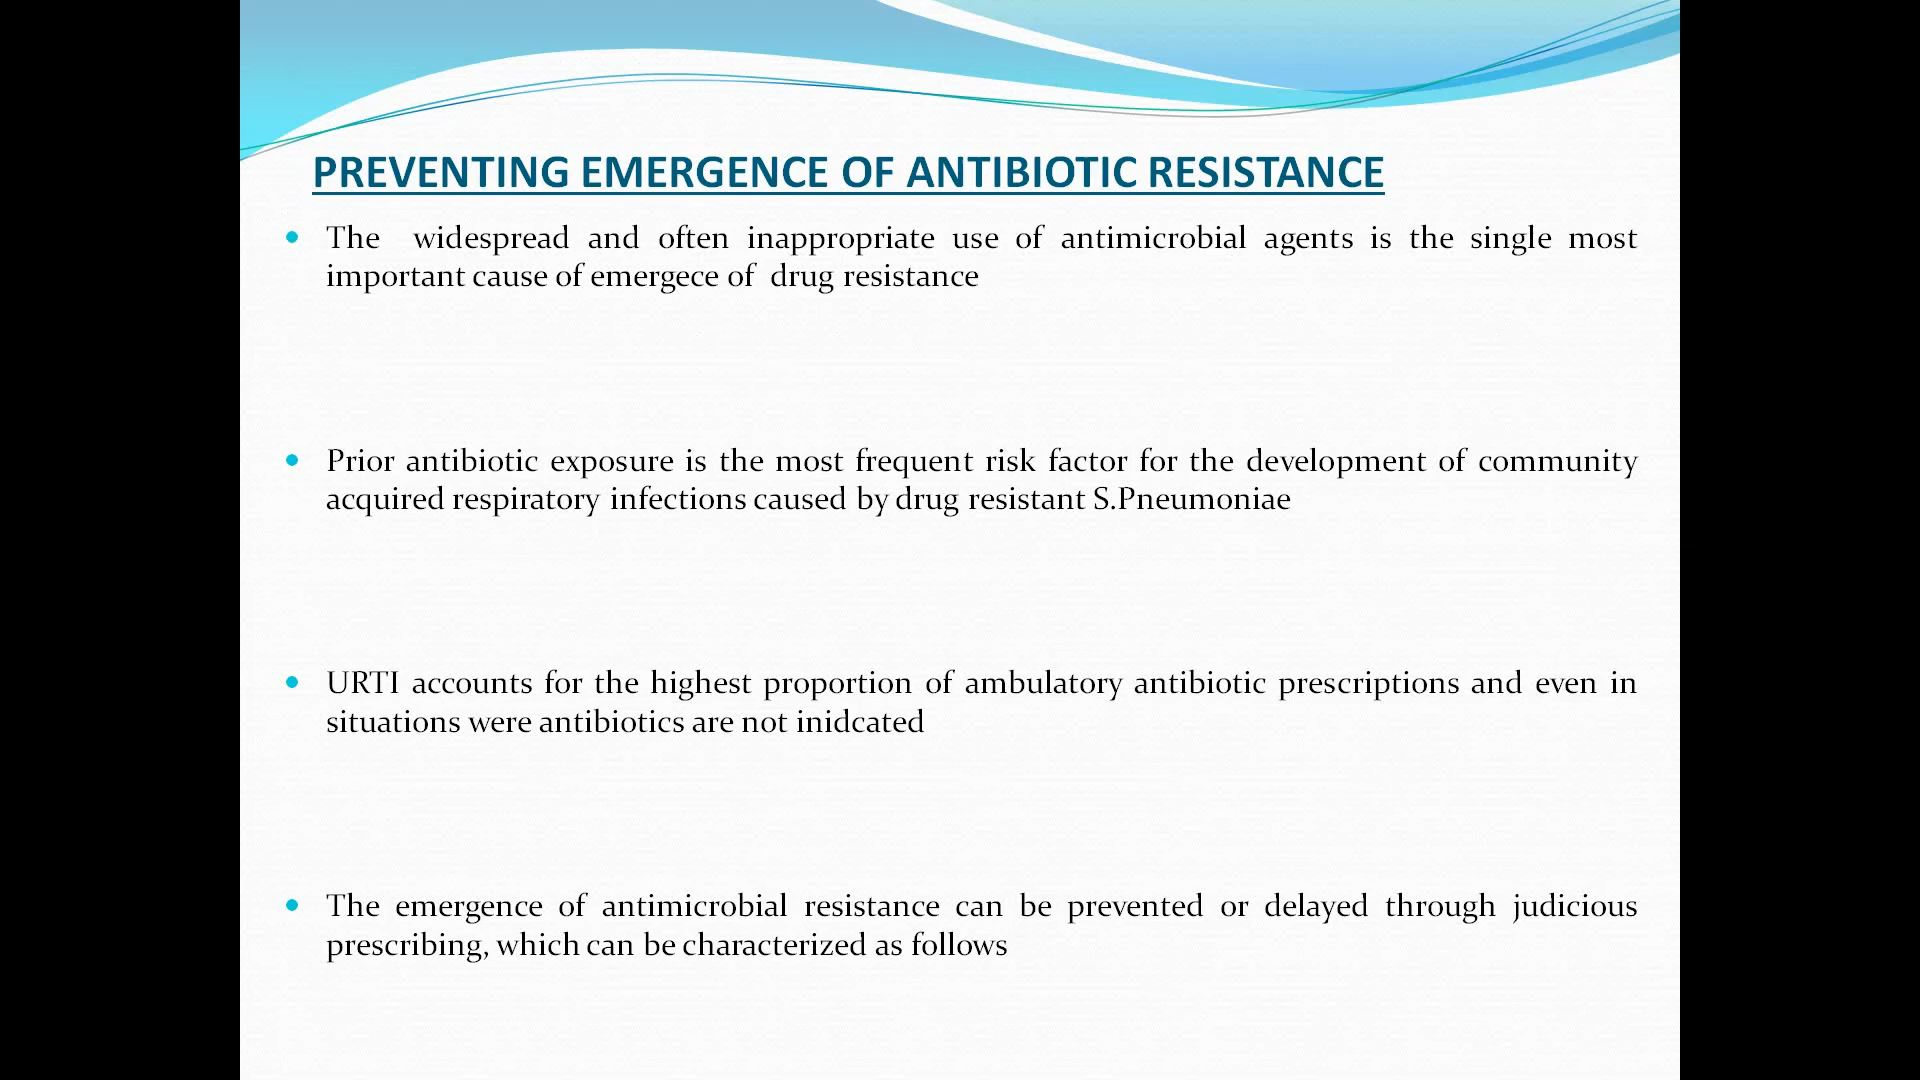 PREVENTING EMERGENCE OF ANTIBIOTIC RESISTANCE
• The widespread and often inappropriate use of antimicrobial agents is the single most
important cause of emergece of drug resistance
• Prior antibiotic exposure is the most frequent risk factor for the development of community
acquired respiratory infections caused by drug resistant S.Pneumoniae
• URTI accounts for the highest proportion of ambulatory antibiotic prescriptions and even in
situations were antibiotics are not inidcated
• The emergence of antimicrobial resistance can be prevented or delayed through judicious
prescribing, which can be characterized as follows